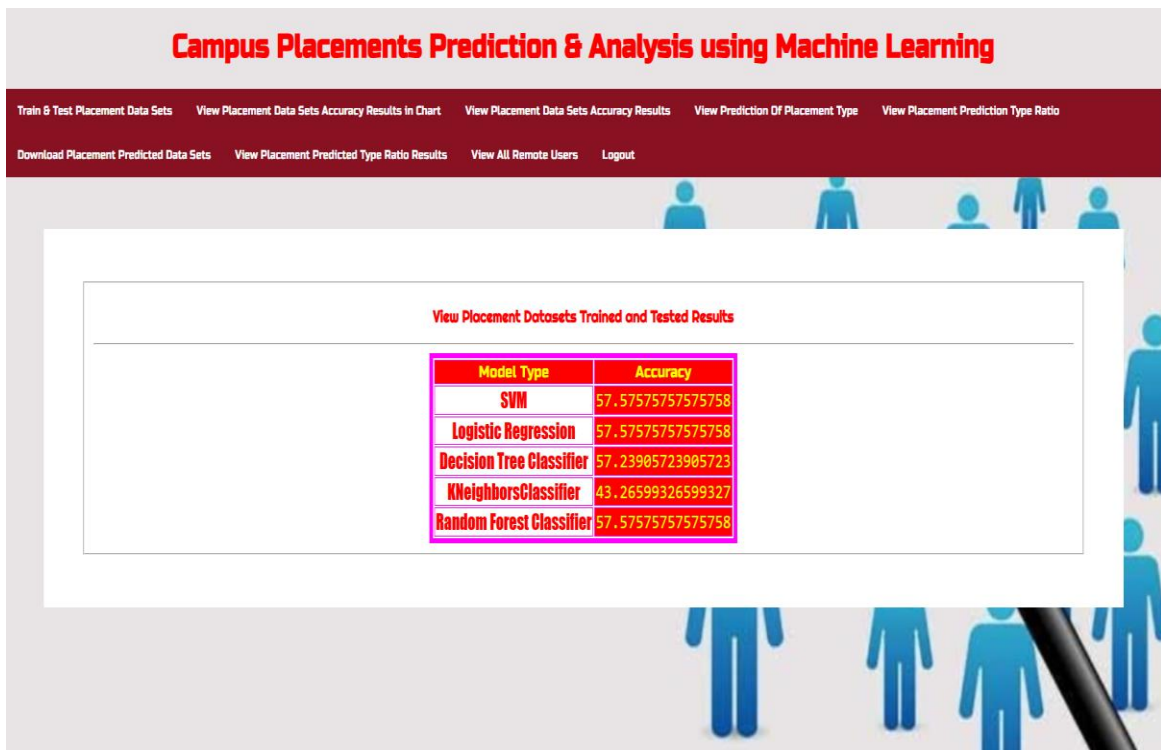 Campus Placements Prediction & Analysis using Machine Learning
Train & Test Placement Data Sets View Placement Data Sets Accuracy Results in Chart View Placement Data Sets Accuracy Results View Prediction Of Placement Type View Placement Prediction Type Ratio
Download Placement Predicted Data Sets View Placement Predicted Type Ratio Results View All Remote Users Logout
View Placement Datasets Trained and Tested Results
Model Type Accuracy
SVM 57.57575757575758
Logistic Regression 57.57575757575758
Decision Tree Classifier 57.23905723905723
KNeighborsClassifier 43.26599326599327
Random Forest Classifier 57.57575757575758